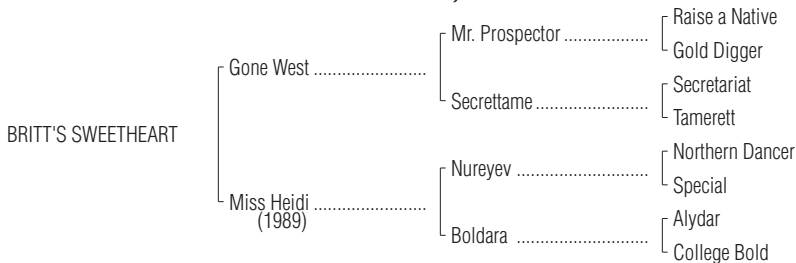 Raise a Native
Mr. Prospector ....................
Gold Digger
Gone West ..........................
Secretariat
Secrettame ..........................
Tamerett
BRITT'S SWEETHEART
Northern Dancer
Nureyev ..............................
Special
Miss Heidi ..........................
(1989)
Alydar
Boldara ..............................
College Bold